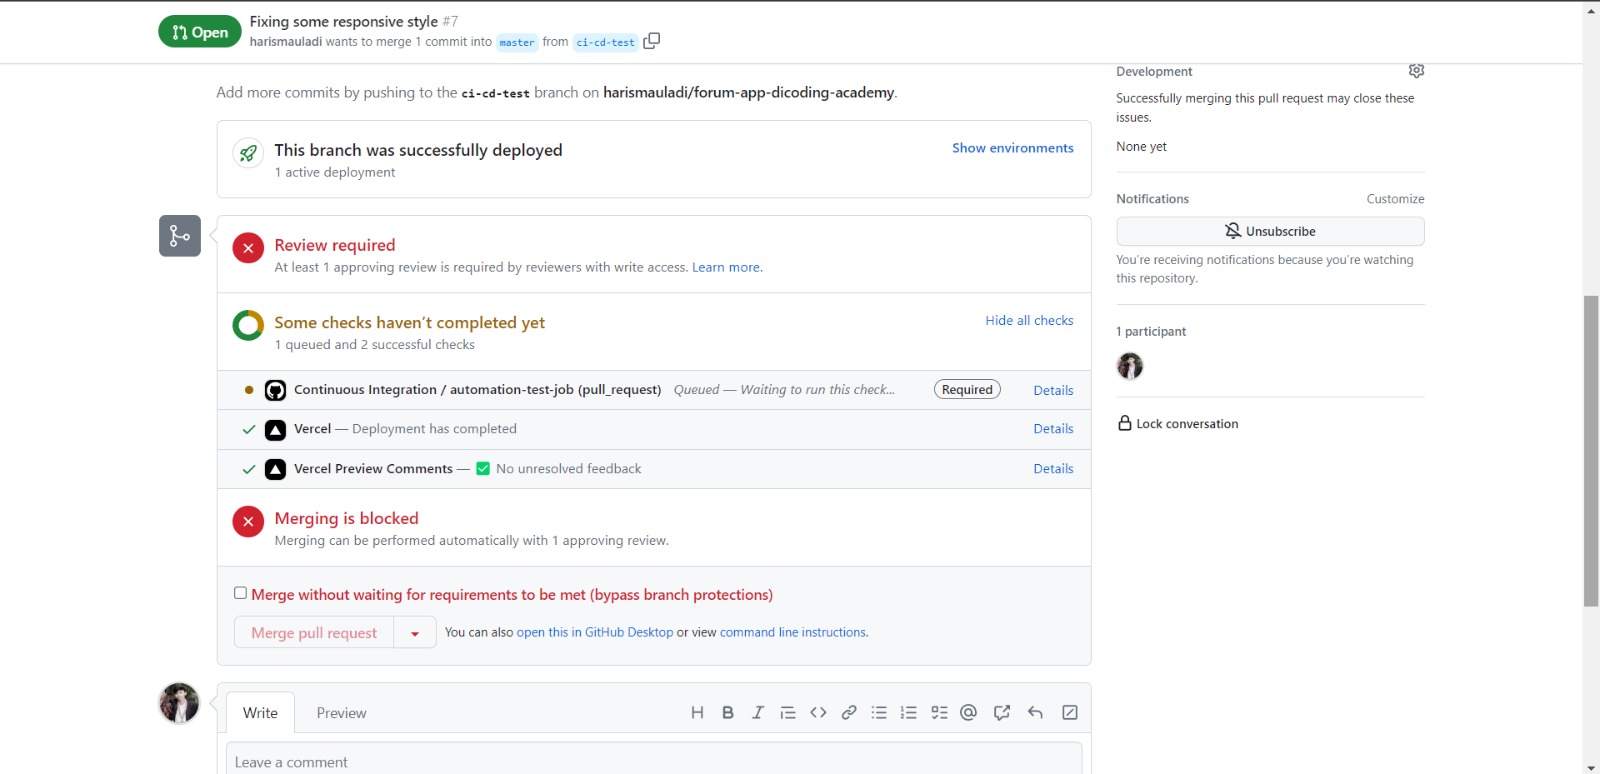 Open
Fixing some responsive style #7
harismauladi wants to merge 1 commit into master from ci-cd-test
Add more commits by pushing to the ci-cd-test branch on harismauladi/forum-app-dicoding-academy.
This branch was successfully deployed
Show environments
1 active deployment
Review required
At least 1 approving review is required by reviewers with write access. Learn more.
Some checks haven't completed yet
Hide all checks
1 queued and 2 successful checks
Continuous Integration / automation-test-job (pull_request) Queued — Waiting to run this check... Required Details
Vercel — Deployment has completed Details
Vercel Preview Comments — ✅ No unresolved feedback Details
Merging is blocked
Merging can be performed automatically with 1 approving review.
Merge without waiting for requirements to be met (bypass branch protections)
Merge pull request
You can also open this in GitHub Desktop or view command line instructions.
Write Preview
Leave a comment
Development
Successfully merging this pull request may close these
issues.
None yet
Notifications Customize
Unsubscribe
You're receiving notifications because you're watching
this repository.
1 participant
Lock conversation